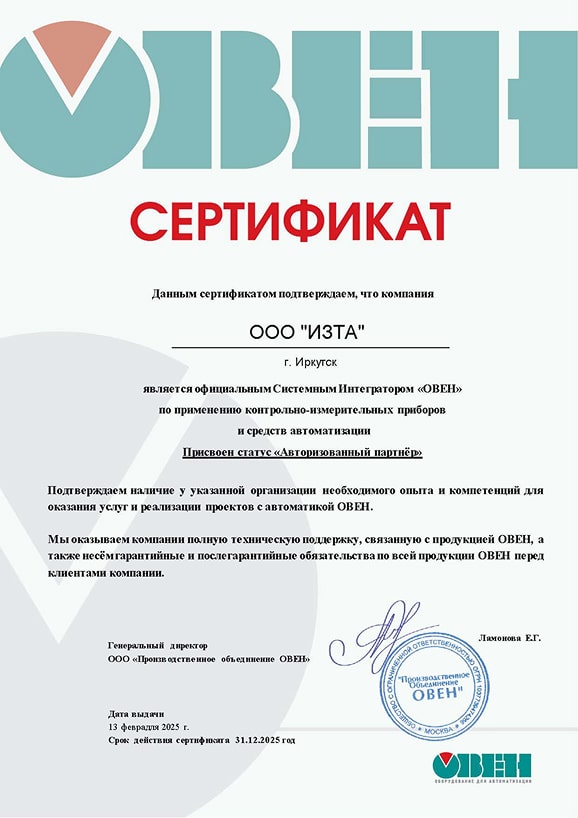 ОВЕН
СЕРТИФИКАТ
Данным сертификатом подтверждаем, что компания
ООО "ИЗТА"
г. Иркутск
является официальным Системным Интегратором «ОВЕН»
по применению контрольно-измерительных приборов
и средств автоматизации
Присвоен статус «Авторизованный партнёр»
Подтверждаем наличие у указанной организации необходимого опыта и компетенций для
оказания услуг и реализации проектов с автоматикой ОВЕН.
Мы оказываем компании полную техническую поддержку, связанную с продукцией ОВЕН, а
также несём гарантийные и послегарантийные обязательства по всей продукции ОВЕН перед
клиентами компании.
Генеральный директор
ООО «Производственное объединение ОВЕН»
Ламонова Е.Г.
ОБЩЕСТВО С ОГРАНИЧЕННОЙ ОТВЕТСТВЕННОСТЬЮ ОГРН
"Производственное
Объединение
ОВЕН"
* МОСКВА *
Дата выдачи
13 февраля 2025 г.
Срок действия сертификата 31.12.2025 год
ОВЕН
ОБОРУДОВАНИЕ ДЛЯ АВТОМАТИЗАЦИИ